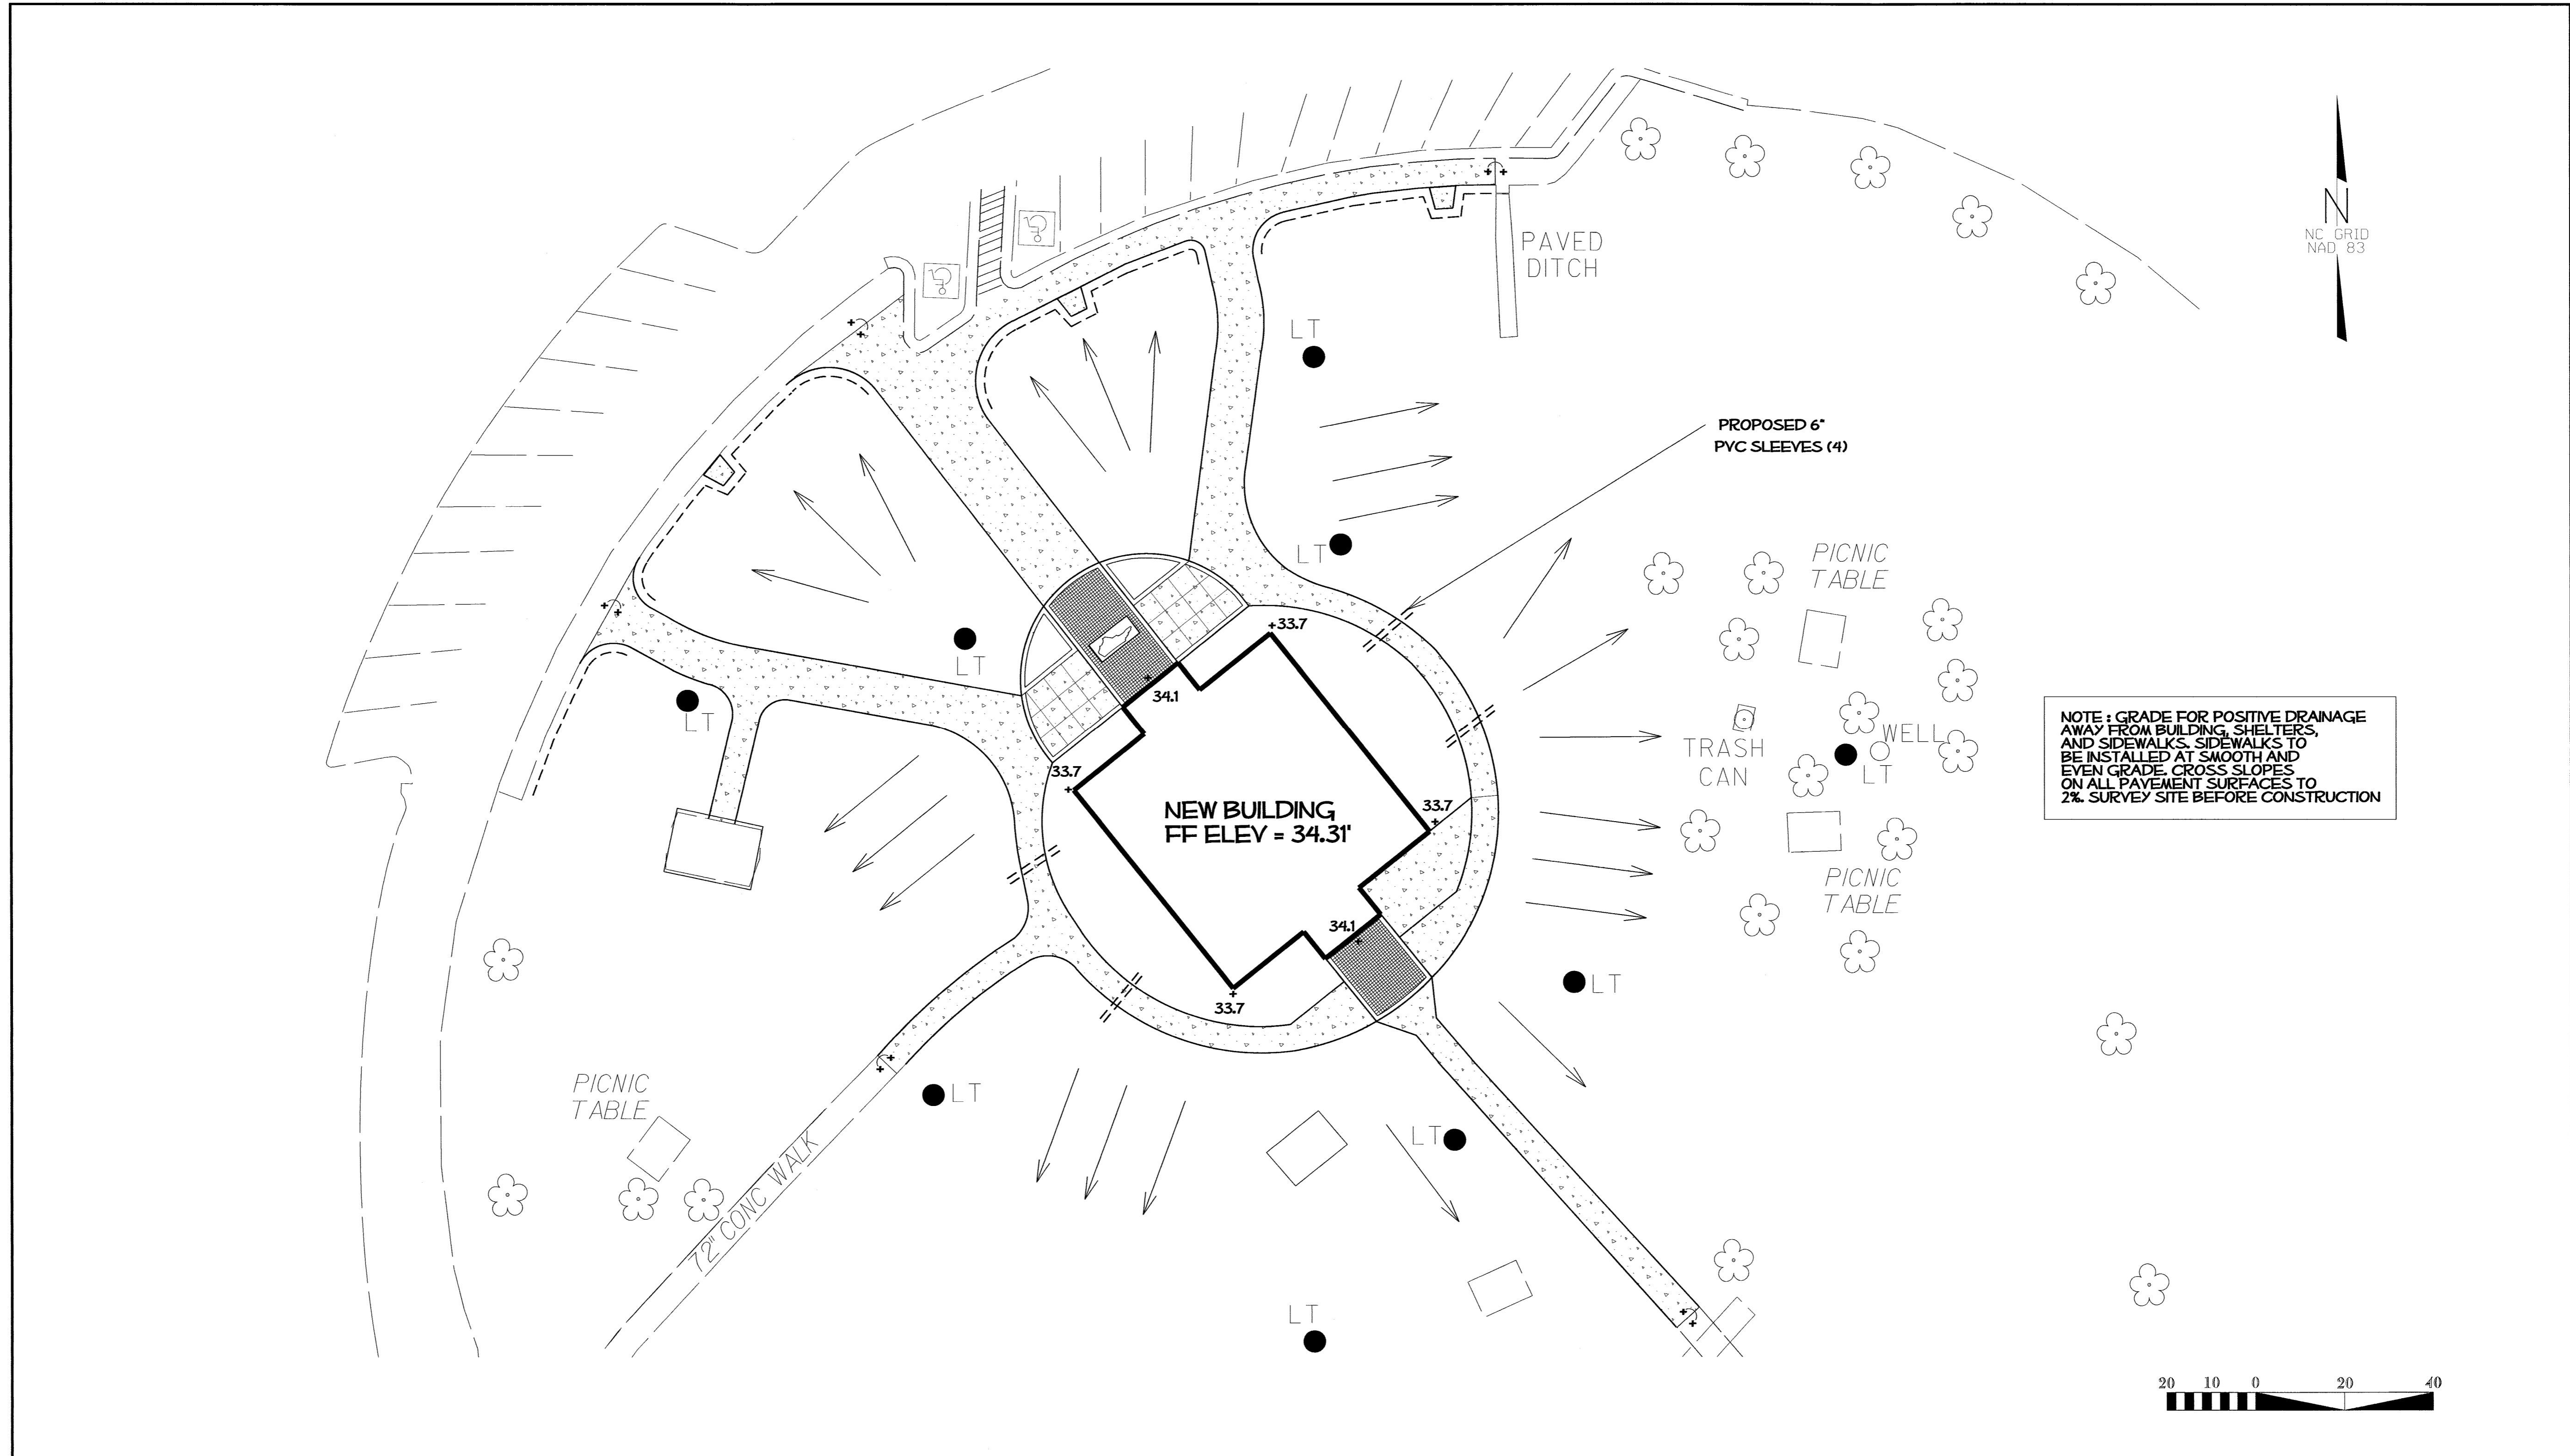 N
NC GRID
NAD 83
PAVED
DITCH
LT
PROPOSED 6"
PVC SLEEVES (4)
LT
PICNIC
TABLE
LT
+33.7
34.1
LT
33.7
NOTE : GRADE FOR POSITIVE DRAINAGE
AWAY FROM BUILDING, SHELTERS,
AND SIDEWALKS. SIDEWALKS TO
BE INSTALLED AT SMOOTH AND
EVEN GRADE. CROSS SLOPES
ON ALL PAVEMENT SURFACES TO
2%. SURVEY SITE BEFORE CONSTRUCTION
TRASH
CAN
WELL
LT
NEW BUILDING
FF ELEV = 34.31'
33.7
PICNIC
TABLE
34.1
LT
33.7
PICNIC
TABLE
LT
LT
72" CONC WALK
LT
20 10 0 20 40